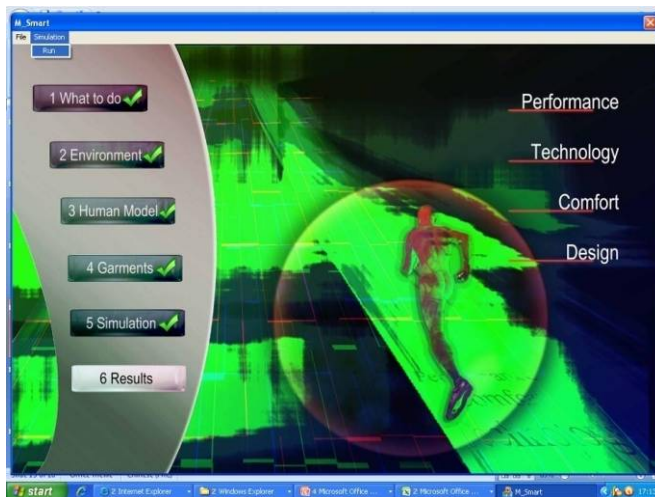 M_Smart
File Simulation
Run
1 What to do
2 Environment
3 Human Model
4 Garments
5 Simulation
6 Results
Performance
Technology
Comfort
Design
start
2 Internet Explorer
2 Windows Explorer
4 Microsoft Office ...
2 Microsoft Office ...
M_Smart